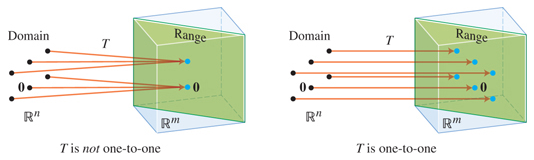 Domain
T
Range
0
0
ℝⁿ
ℝᵐ
T is not one-to-one
Domain
T
Range
0
0
ℝⁿ
ℝᵐ
T is one-to-one